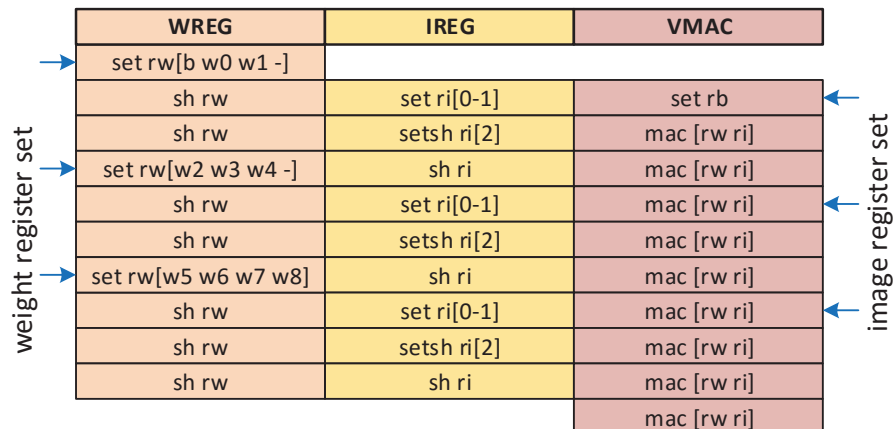 WREG IREG VMAC
set rw[b w0 w1 -]
sh rw set ri[0-1] set rb
sh rw setsh ri[2] mac [rw ri]
set rw[w2 w3 w4 -] sh ri mac [rw ri]
sh rw set ri[0-1] mac [rw ri]
sh rw setsh ri[2] mac [rw ri]
set rw[w5 w6 w7 w8] sh ri mac [rw ri]
sh rw set ri[0-1] mac [rw ri]
sh rw setsh ri[2] mac [rw ri]
sh rw sh ri mac [rw ri]
mac [rw ri]
weight register set
image register set